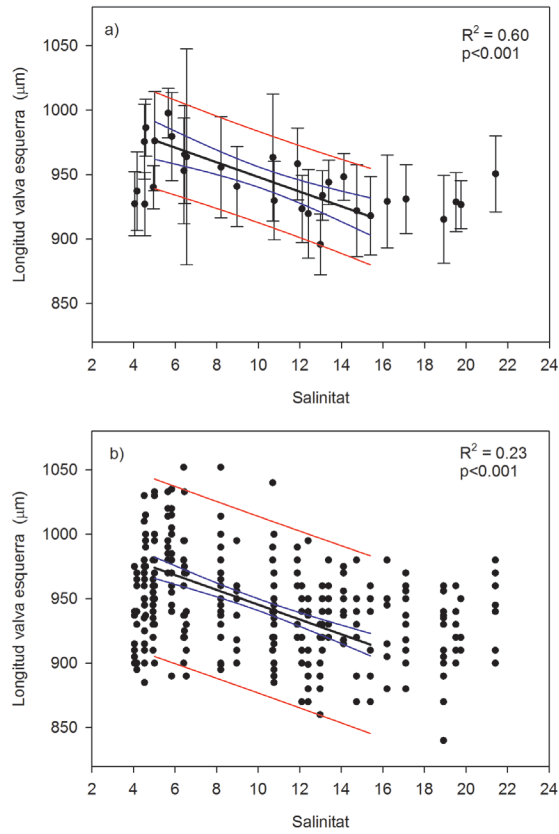 a)
R² = 0.60
p<0.001
Longitud valva esquerra (µm)
1050
1000
950
900
850
2 4 6 8 10 12 14 16 18 20 22 24
Salinitat
b)
R² = 0.23
p<0.001
Longitud valva esquerra (µm)
1050
1000
950
900
850
2 4 6 8 10 12 14 16 18 20 22 24
Salinitat